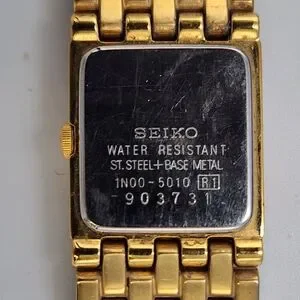 SEIKO
WATER RESISTANT
ST.STEEL+BASE METAL
1N00-5010 R1
903731